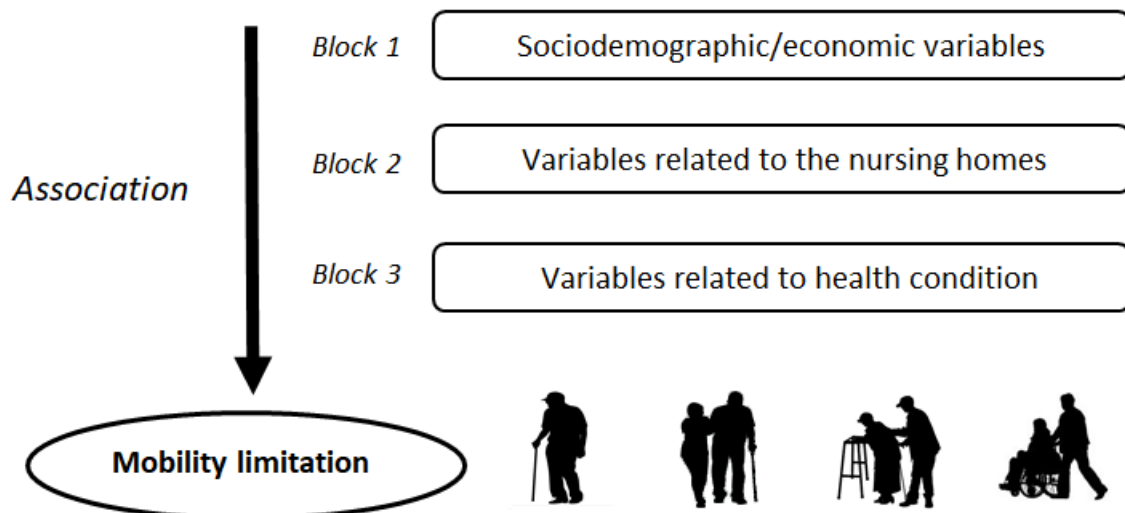 Block 1
Sociodemographic/economic variables
Block 2
Variables related to the nursing homes
Association
Block 3
Variables related to health condition
Mobility limitation